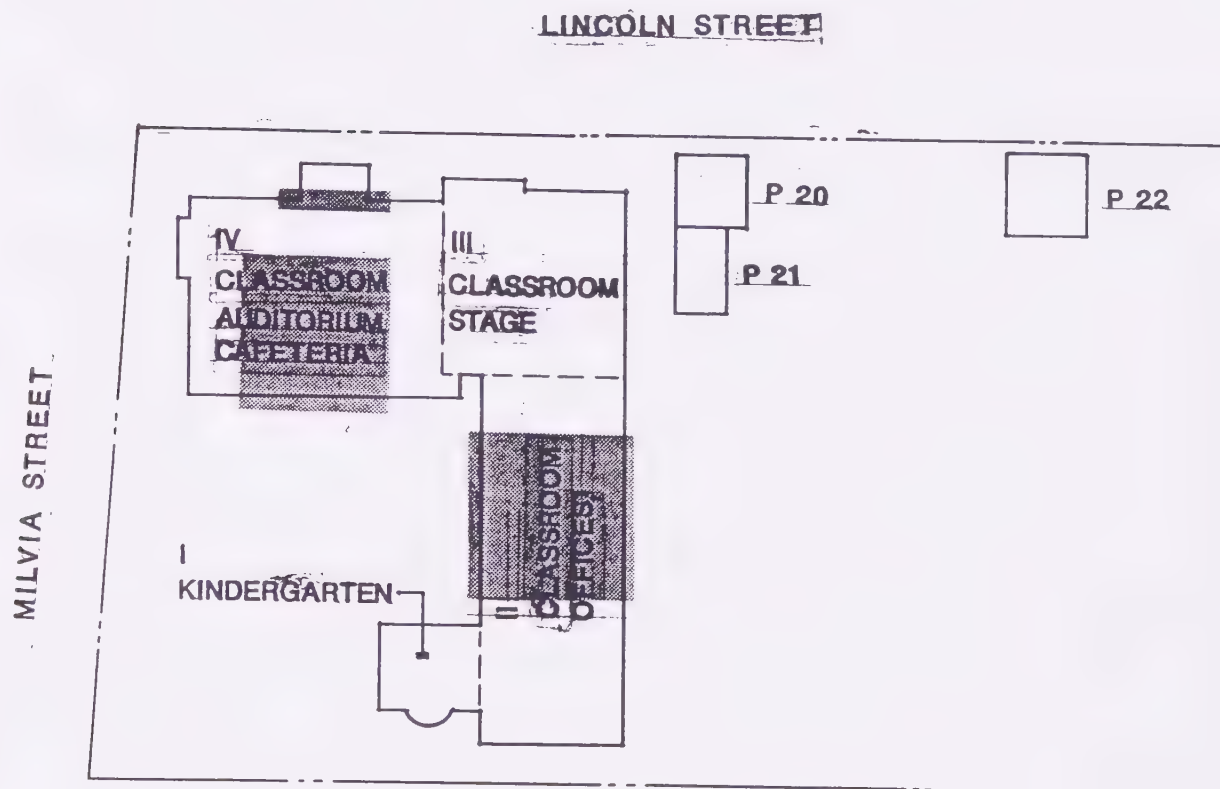 LINCOLN STREET
P 20
P 22
P 21
IV
CLASSROOM
AUDITORIUM
CAFETERIA
III
CLASSROOM
STAGE
MILVIA STREET
II
CLASSROOM
OFFICES
I
KINDERGARTEN